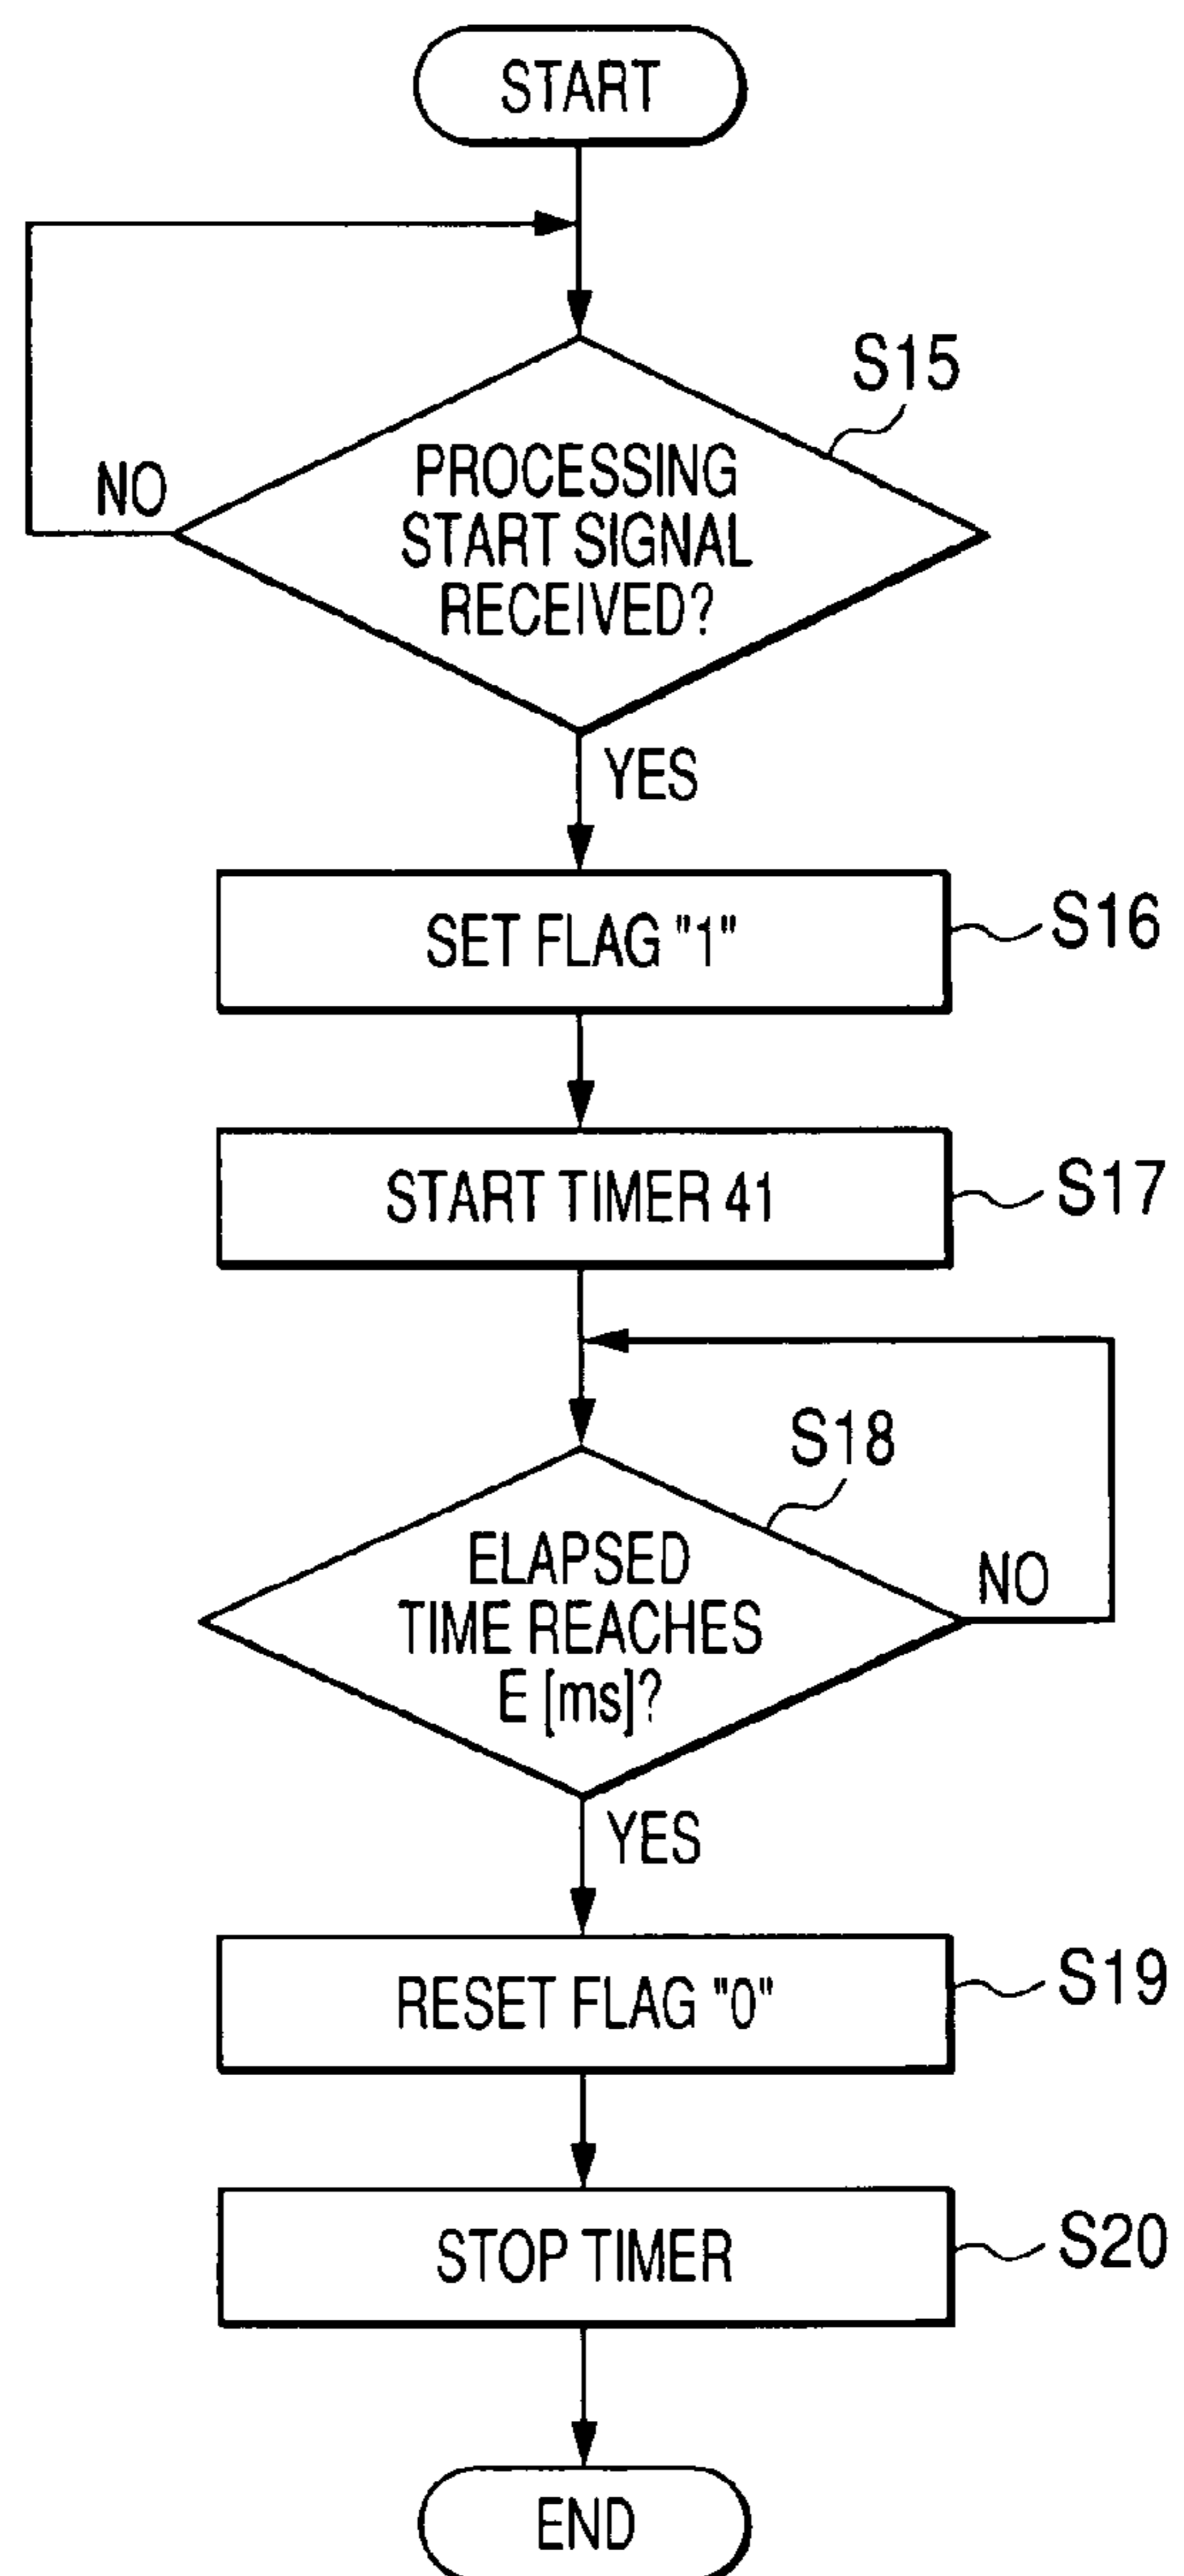 START
S15
PROCESSING
START SIGNAL
RECEIVED?
NO
YES
SET FLAG "1"
S16
START TIMER 41
S17
S18
ELAPSED
TIME REACHES
E [ms]?
NO
YES
RESET FLAG "0"
S19
STOP TIMER
S20
END